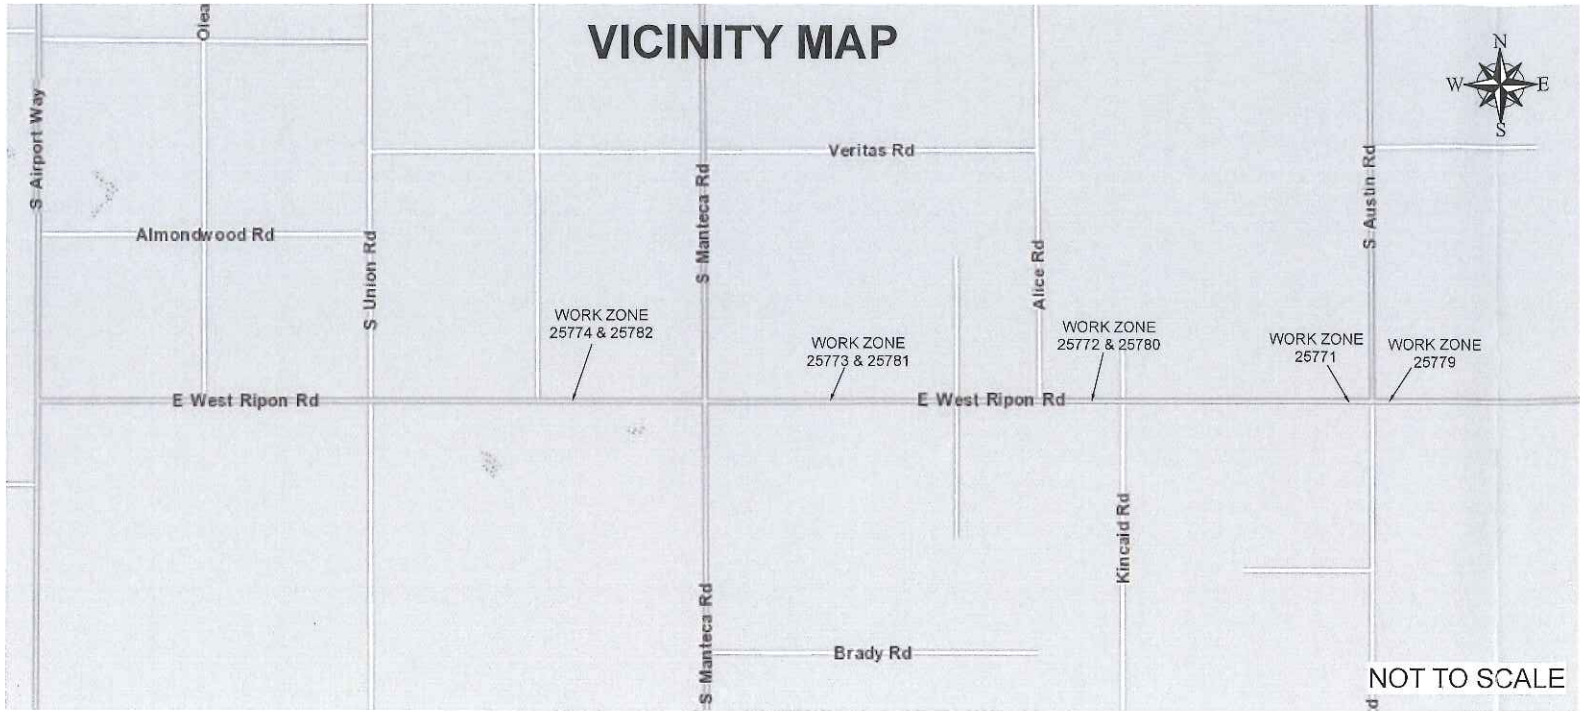 VICINITY MAP
N
W
E
S
Olea
S Airport Way
Veritas Rd
S Manteca Rd
S Austin Rd
Almondwood Rd
S Union Rd
Alice Rd
WORK ZONE
25774 & 25782
WORK ZONE
25773 & 25781
WORK ZONE
25772 & 25780
WORK ZONE
25771
WORK ZONE
25779
E West Ripon Rd
E West Ripon Rd
Kincaid Rd
S Manteca Rd
Brady Rd
NOT TO SCALE